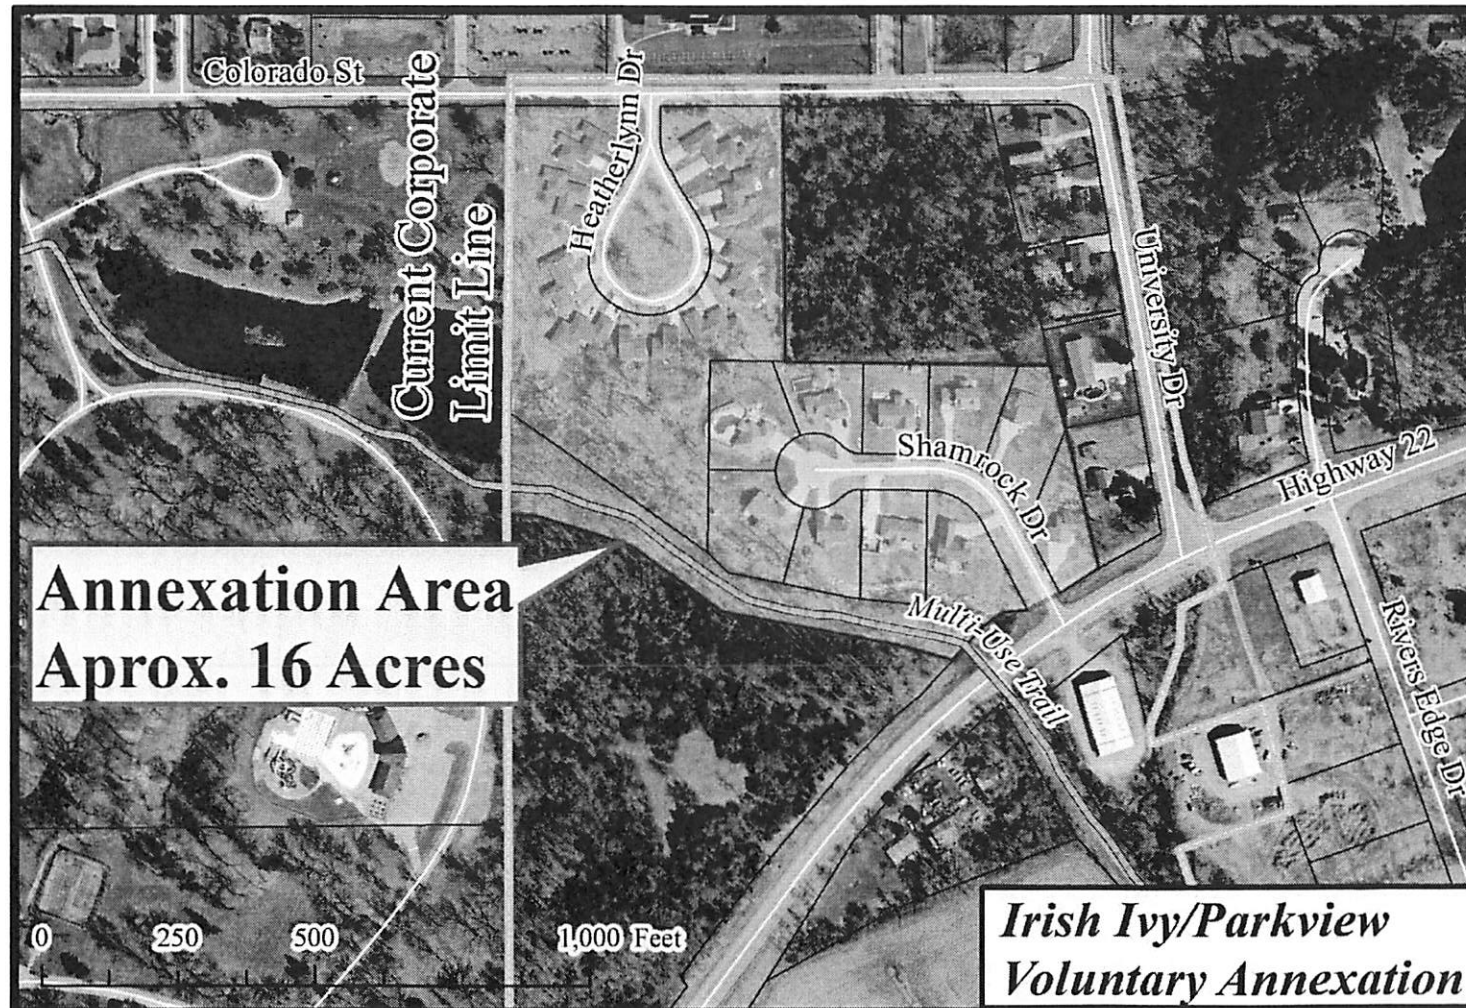 Colorado St
Heatherlynn Dr
Current Corporate
Limit Line
University Dr
Shamrock Dr
Highway 22
Annexation Area
Aprox. 16 Acres
Multi-Use Trail
Rivers Edge Dr
0 250 500 1,000 Feet
Irish Ivy/Parkview
Voluntary Annexation